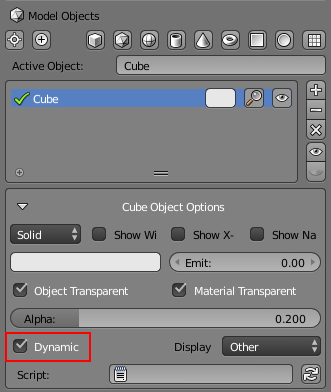 Model Objects
Active Object: Cube
Cube
Cube Object Options
Solid Show Wi Show X- Show Na
Emit: 0.00
Object Transparent Material Transparent
Alpha: 0.200
Dynamic Display Other
Script: